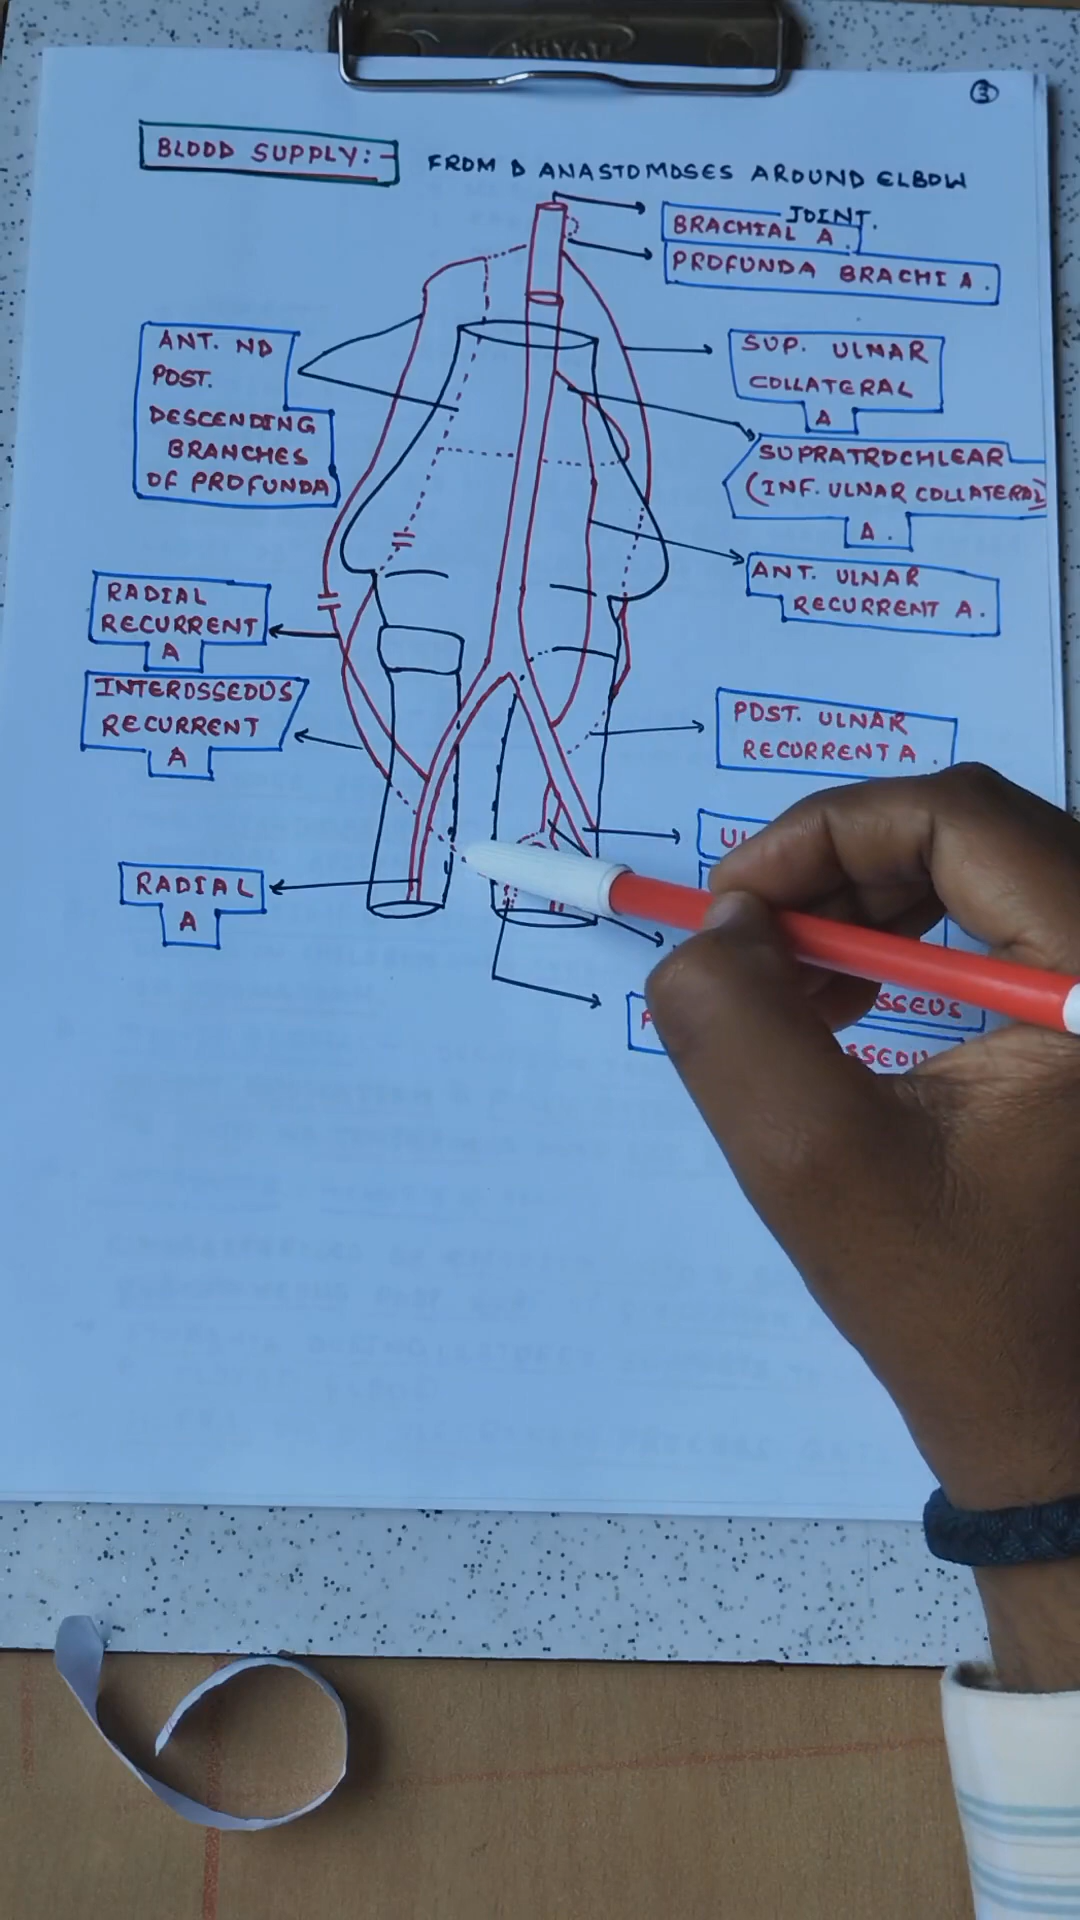 3
BLOOD SUPPLY:-
FROM D ANASTOMOSES AROUND ELBOW
JOINT.
BRACHIAL A.
PROFUNDA BRACHI A.
ANT. ND
POST.
DESCENDING
BRANCHES
OF PROFUNDA
SUP. ULNAR
COLLATERAL
A
SUPRATROCHLEAR
(INF. ULNAR COLLATERAL)
A.
ANT. ULNAR
RECURRENT A.
RADIAL
RECURRENT
A
INTEROSSEOUS
RECURRENT
A
POST. ULNAR
RECURRENT A.
RADIAL
A